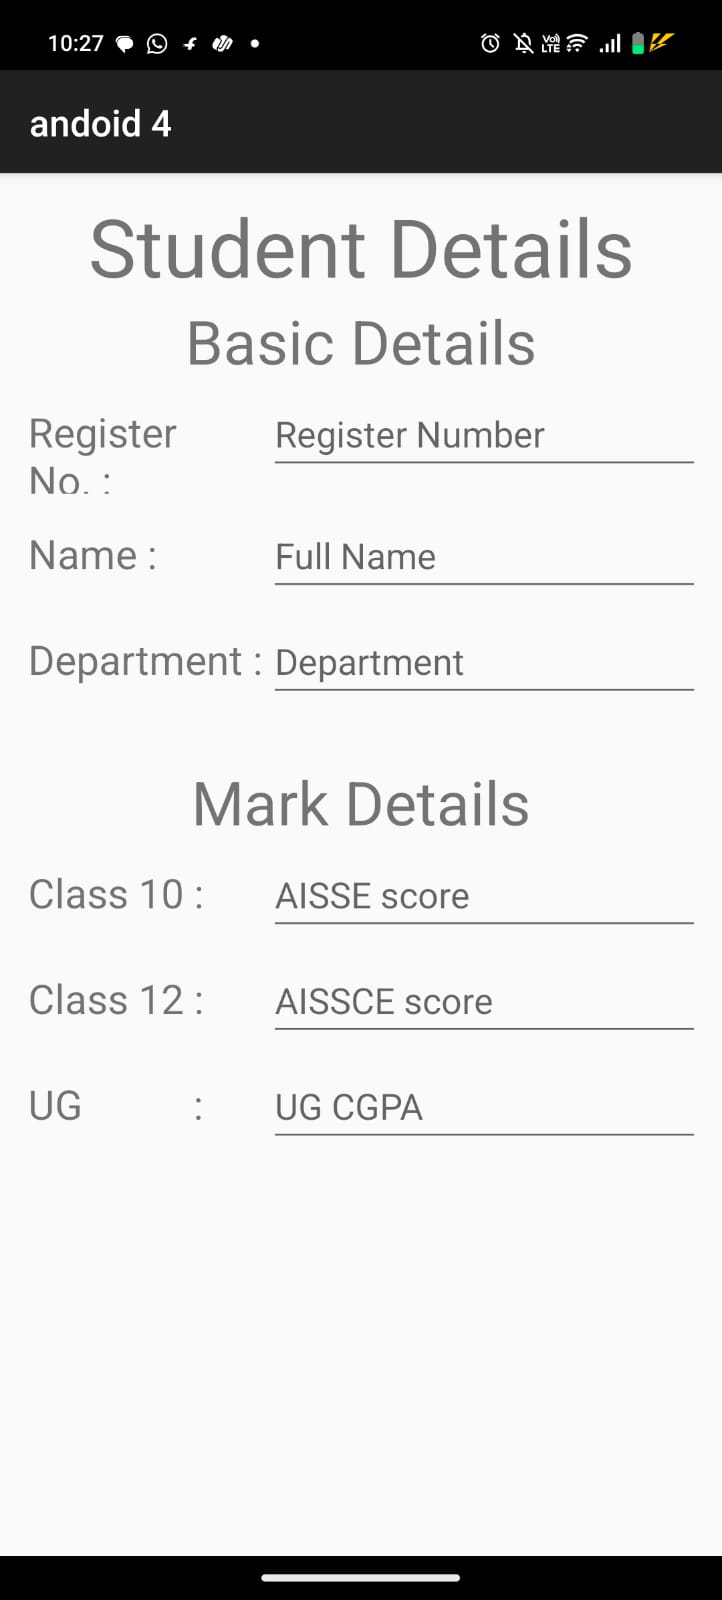 10:27
Vo) LTE
andoid 4
Student Details
Basic Details
Register No. :
Register Number
Name :
Full Name
Department :
Department
Mark Details
Class 10 :
AISSE score
Class 12 :
AISSCE score
UG :
UG CGPA